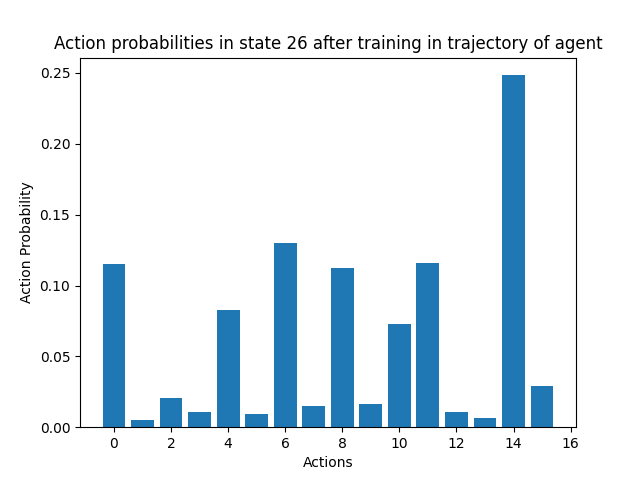 Action probabilities in state 26 after training in trajectory of agent
0.25
0.20
0.15
0.10
0.05
0.00
Action Probability
0 2 4 6 8 10 12 14 16
Actions